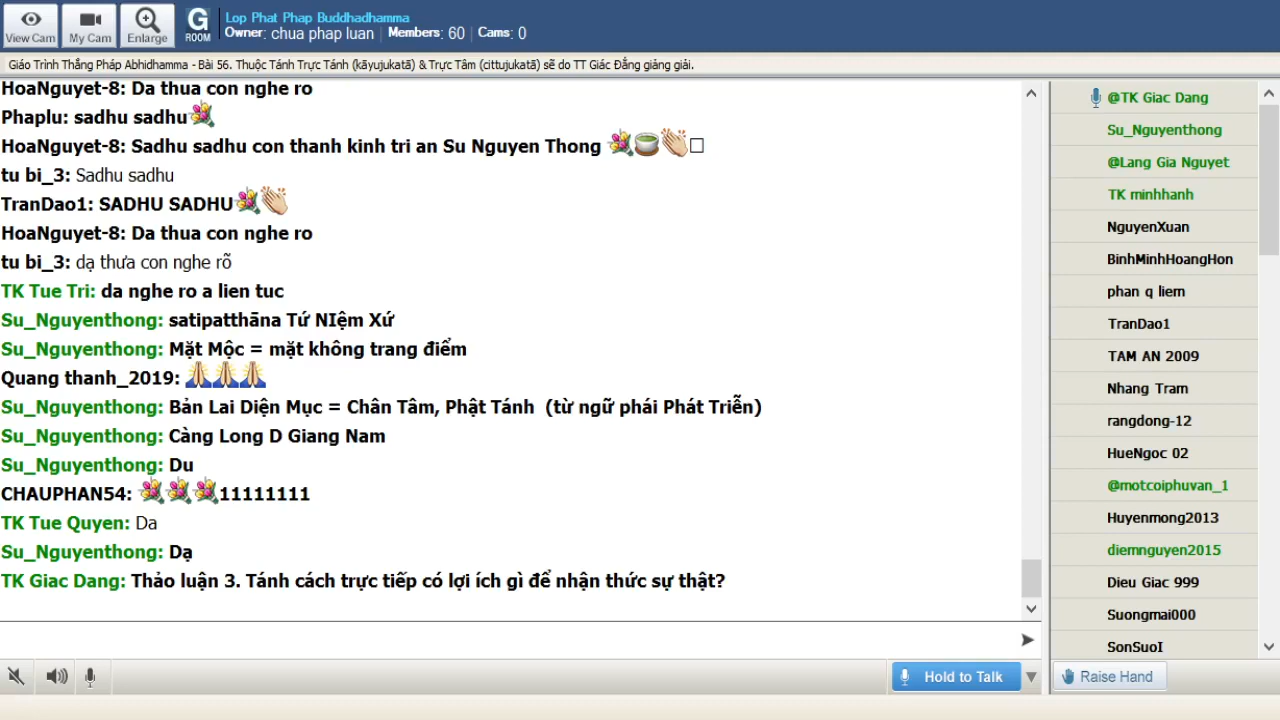 View Cam
My Cam
Enlarge
G
ROOM
Lop Phat Phap Buddhadhamma
Owner: chua phap luan | Members: 60 | Cams: 0
Giáo Trình Thắng Pháp Abhidhamma - Bài 56. Thuộc Tánh Trực Tánh (kāyujukatā) & Trực Tâm (cittujukatā) sẽ do TT Giác Đẳng giảng giải.
HoaNguyet-8: Da thua con nghe ro
Phaplu: sadhu sadhu
HoaNguyet-8: Sadhu sadhu con thanh kinh tri an Su Nguyen Thong
tu bi_3: Sadhu sadhu
TranDao1: SADHU SADHU
HoaNguyet-8: Da thua con nghe ro
tu bi_3: dạ thưa con nghe rõ
TK Tue Tri: da nghe ro a lien tuc
Su_Nguyenthong: satipatthāna Tứ NIệm Xứ
Su_Nguyenthong: Mặt Mộc = mặt không trang điểm
Quang thanh_2019:
Su_Nguyenthong: Bản Lai Diện Mục = Chân Tâm, Phật Tánh (từ ngữ phái Phát Triễn)
Su_Nguyenthong: Càng Long D Giang Nam
Su_Nguyenthong: Du
CHAUPHAN54: 11111111
TK Tue Quyen: Da
Su_Nguyenthong: Dạ
TK Giac Dang: Thảo luận 3. Tánh cách trực tiếp có lợi ích gì để nhận thức sự thật?
@TK Giac Dang
Su_Nguyenthong
@Lang Gia Nguyet
TK minhhanh
NguyenXuan
BinhMinhHoangHon
phan q liem
TranDao1
TAM AN 2009
Nhang Tram
rangdong-12
HueNgoc 02
@motcoiphuvan_1
Huyenmong2013
diemnguyen2015
Dieu Giac 999
Suongmai000
SonSuoI
Hold to Talk
Raise Hand